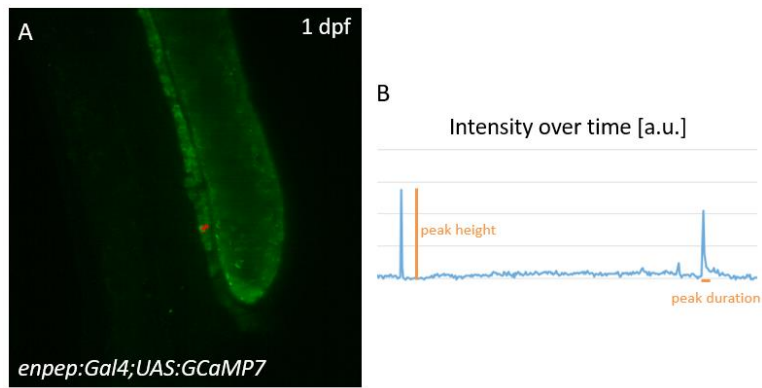 A
1 dpf
enpep:Gal4;UAS:GCaMP7
B
Intensity over time [a.u.]
peak height
peak duration